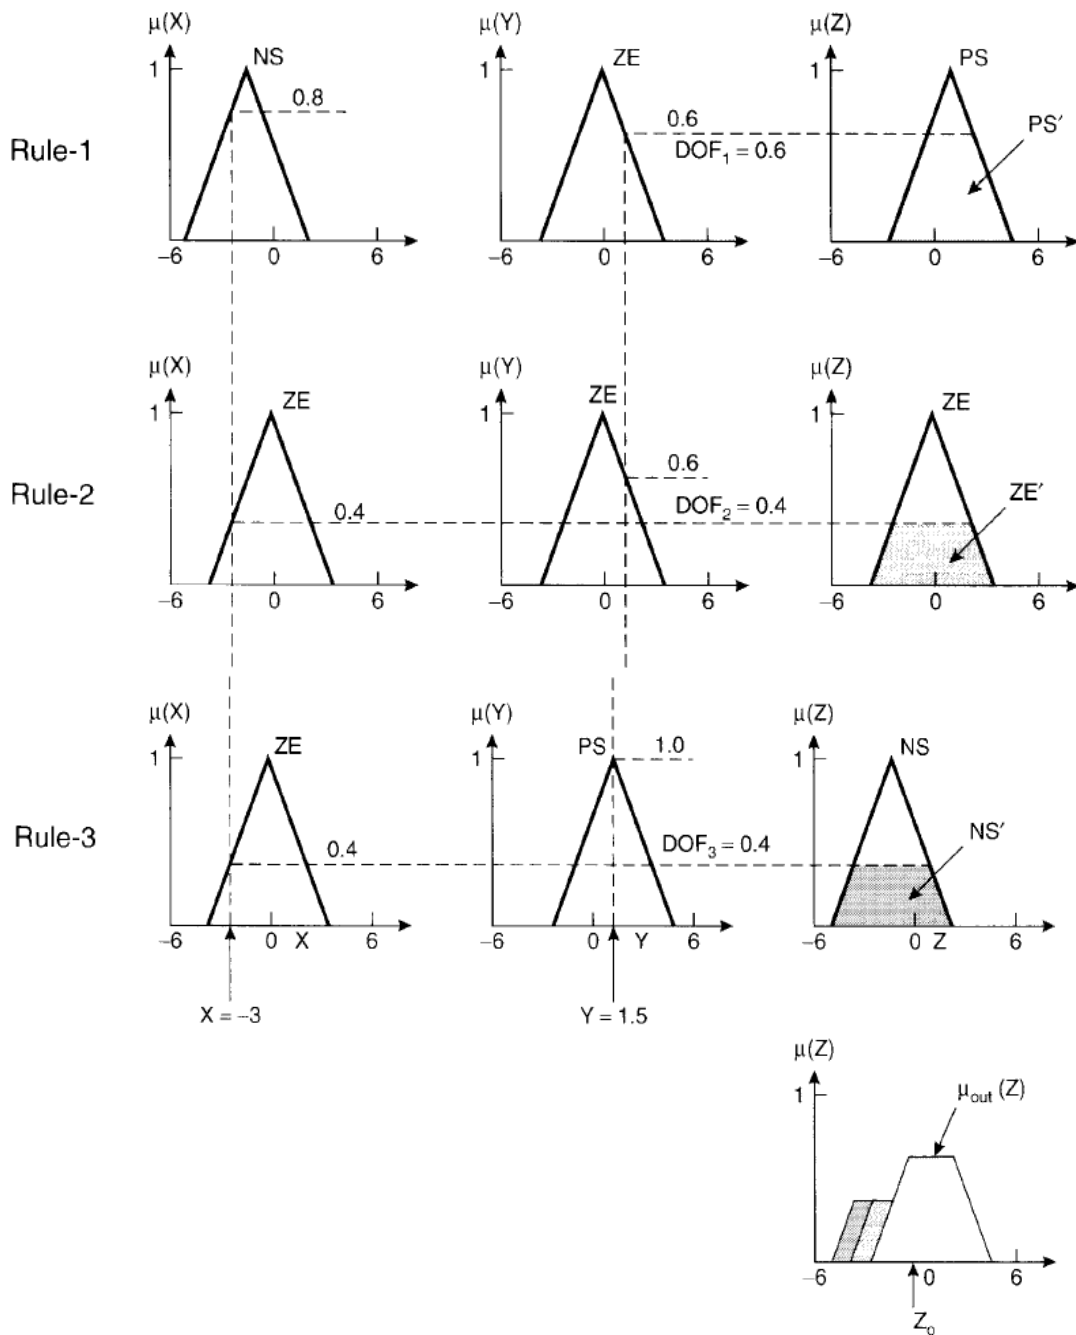 μ(X) μ(Y) μ(Z)
NS ZE PS
1 1 1
0.8 0.6 PS′
Rule-1 DOF₁ = 0.6
−6 0 6 −6 0 6 −6 0 6
μ(X) μ(Y) μ(Z)
ZE ZE ZE
1 1 1
0.6
Rule-2 0.4 DOF₂ = 0.4 ZE′
−6 0 6 −6 0 6 −6 0 6
μ(X) μ(Y) μ(Z)
ZE PS 1.0 NS
1 1 1
Rule-3 0.4 DOF₃ = 0.4 NS′
−6 0 X 6 −6 0 Y 6 −6 0 Z 6
X = −3 Y = 1.5
μ(Z)
1 μout (Z)
−6 0 6
Zo